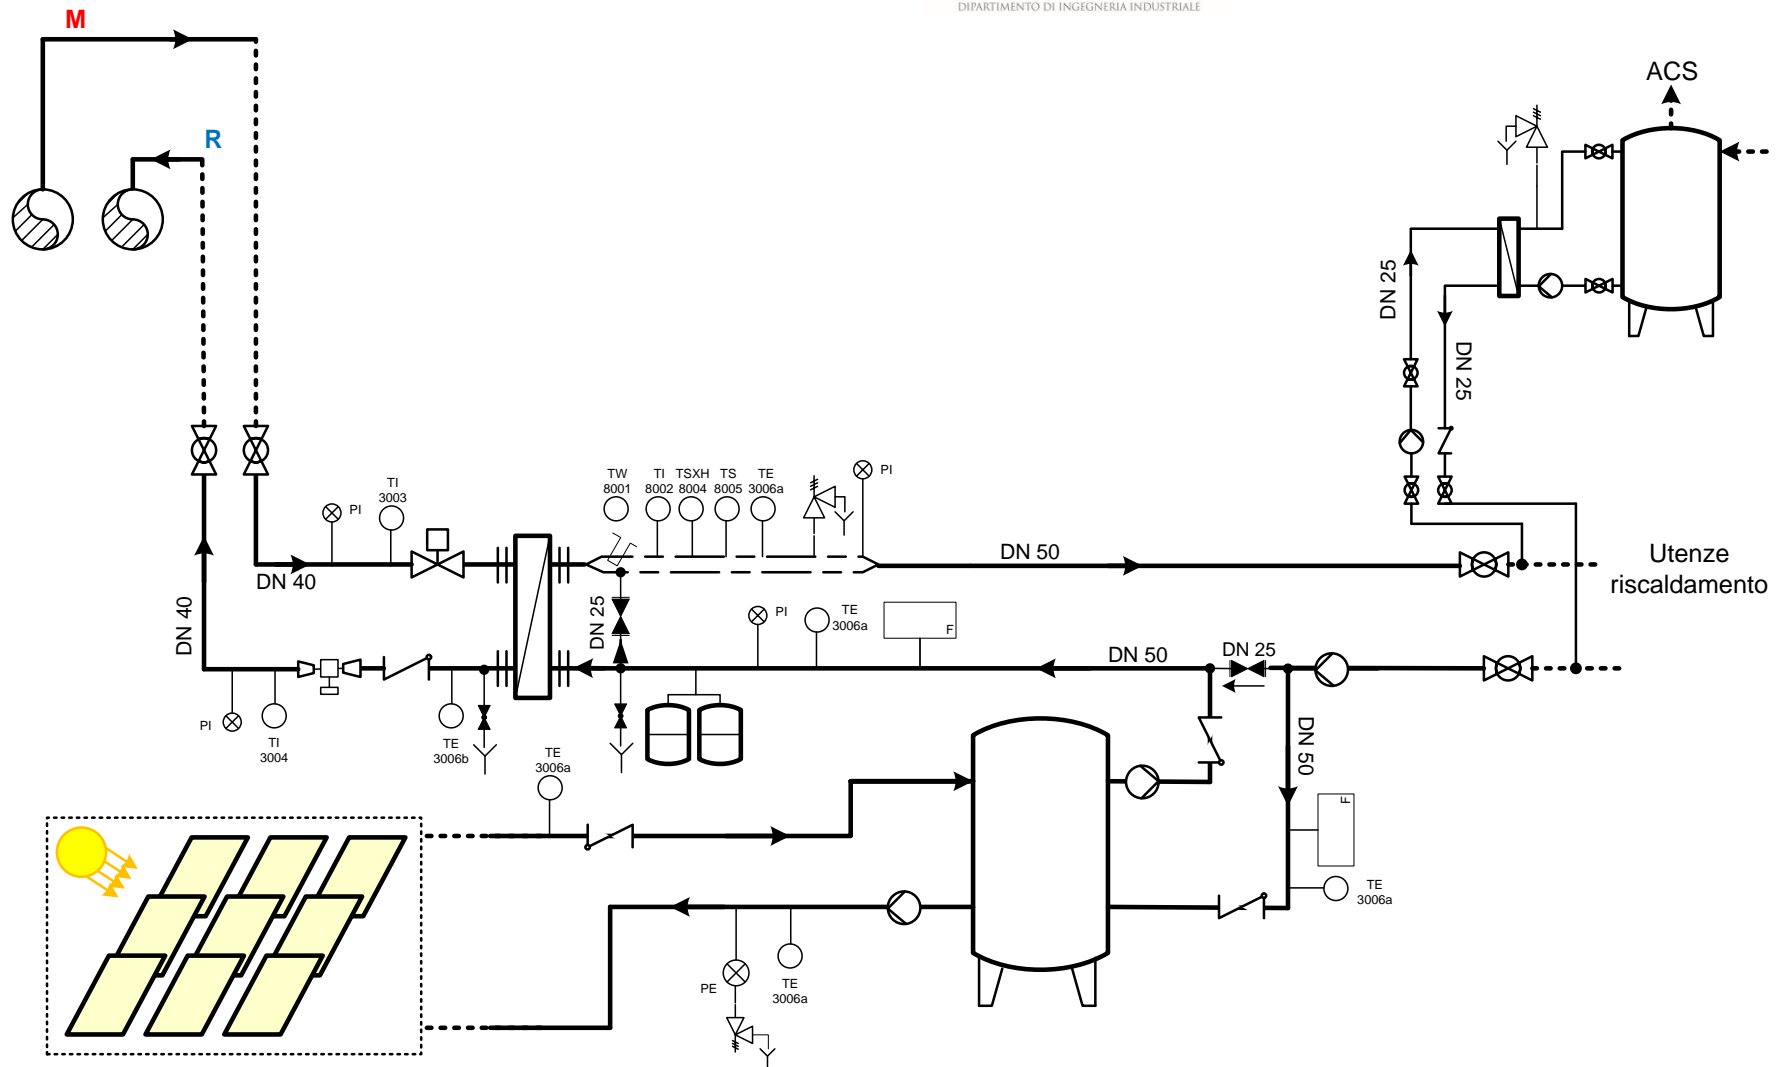 DIPARTIMENTO DI INGEGNERIA INDUSTRIALE
M
R
ACS
DN 25
DN 25
TI
3003
PI
TW
8001
TI
8002
TSXH
8004
TS
8005
TE
3006a
PI
DN 40
DN 50
Utenze
riscaldamento
DN 40
DN 25
PI
TE
3006a
F
DN 50
DN 25
PI
TI
3004
TE
3006b
TE
3006a
DN 50
F
TE
3006a
PE
TE
3006a